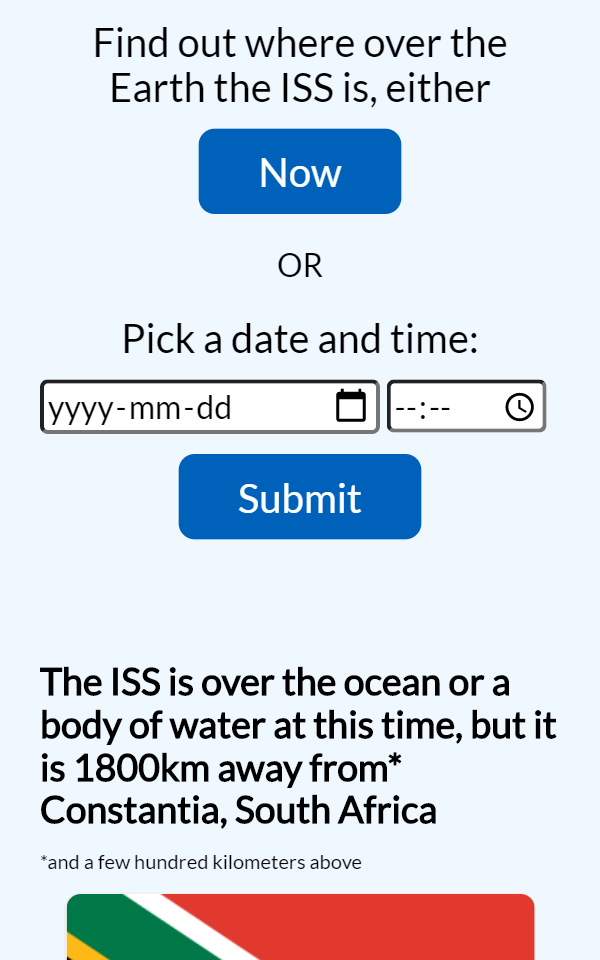 Find out where over the
Earth the ISS is, either
Now
OR
Pick a date and time:
yyyy-mm-dd --:--
Submit
The ISS is over the ocean or a
body of water at this time, but it
is 1800km away from*
Constantia, South Africa
*and a few hundred kilometers above